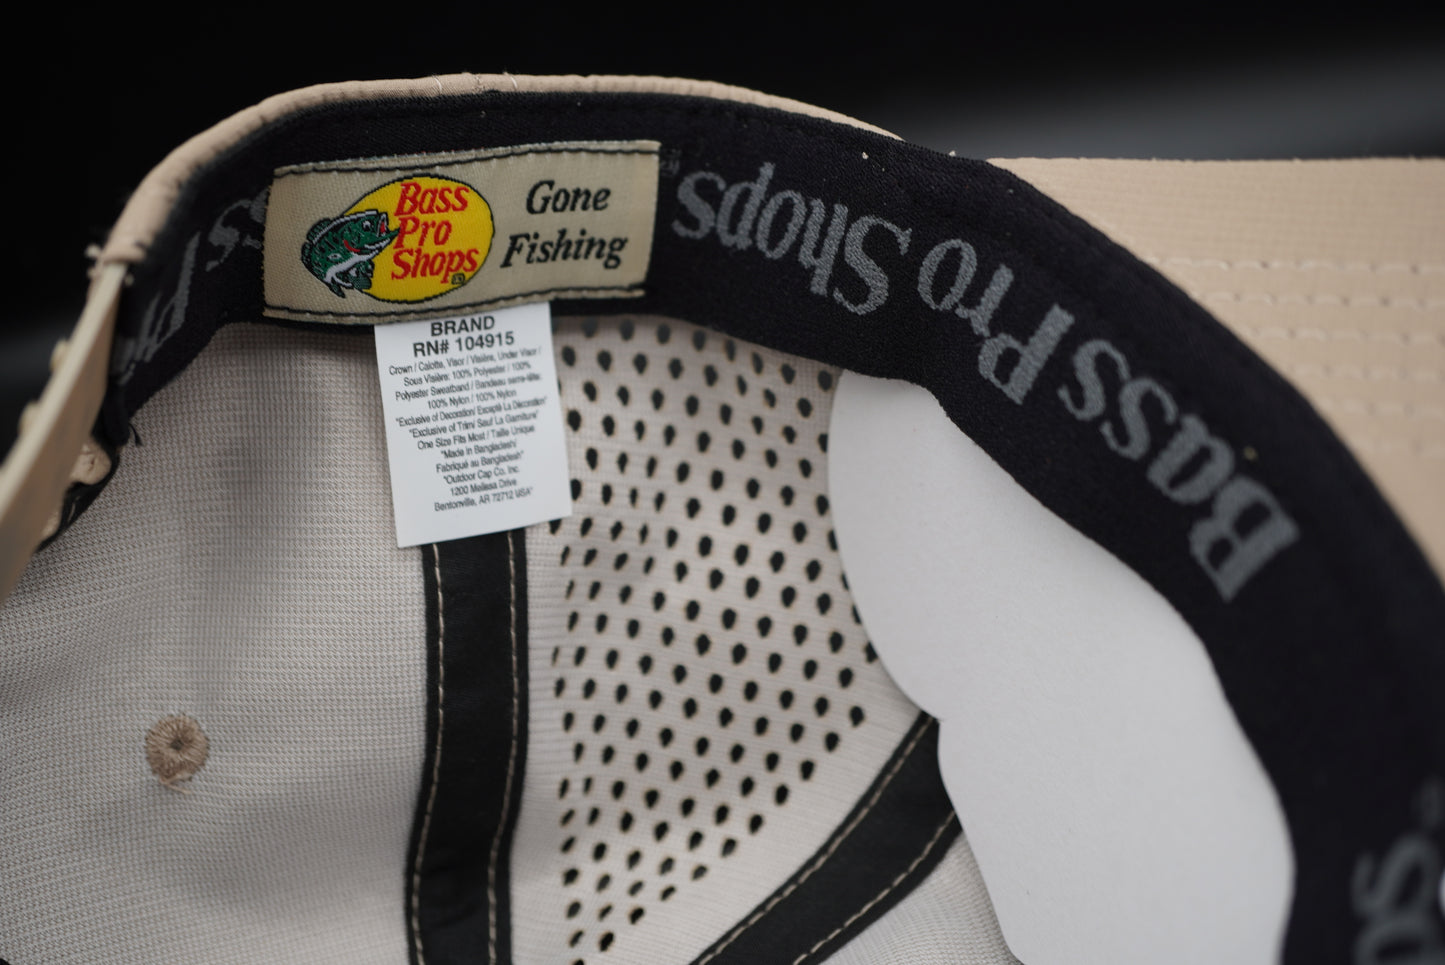 Bass
Pro
Shops
Gone
Fishing
Bass Pro Shops
BRAND
RN# 104915
Crown / Calotte, Visor / Visière, Under Visor /
Sous Visière: 100% Polyester / 100%
Polyester Sweatband / Bandeau serre-tête:
100% Nylon / 100% Nylon
"Exclusive of Decoration/ Excepté La Décoration"
"Exclusive of Trim/ Sauf La Garniture"
One Size Fits Most / Taille Unique
"Made in Bangladesh/
Fabriqué au Bangladesh"
"Outdoor Cap Co, Inc.
1200 Melissa Drive
Bentonville, AR 72712 USA"
ss Pr
ps